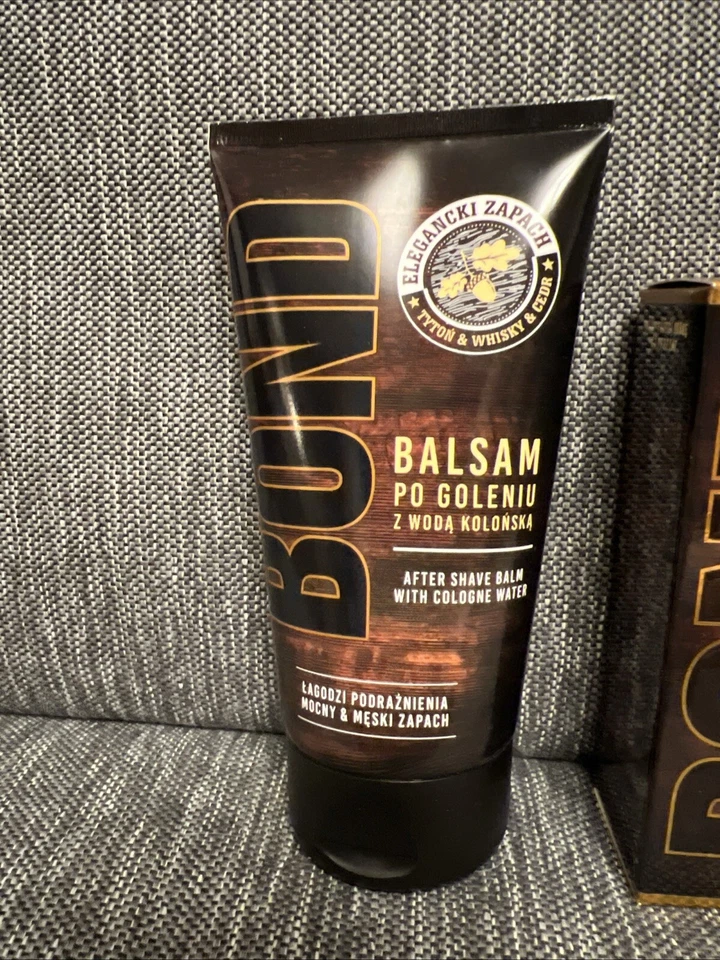 BOND
ELEGANCKI ZAPACH
TYTOŃ & WHISKY & CEDR
BALSAM
PO GOLENIU
Z WODĄ KOLOŃSKĄ
AFTER SHAVE BALM
WITH COLOGNE WATER
ŁAGODZI PODRAŻNIENIA
MOCNY & MĘSKI ZAPACH